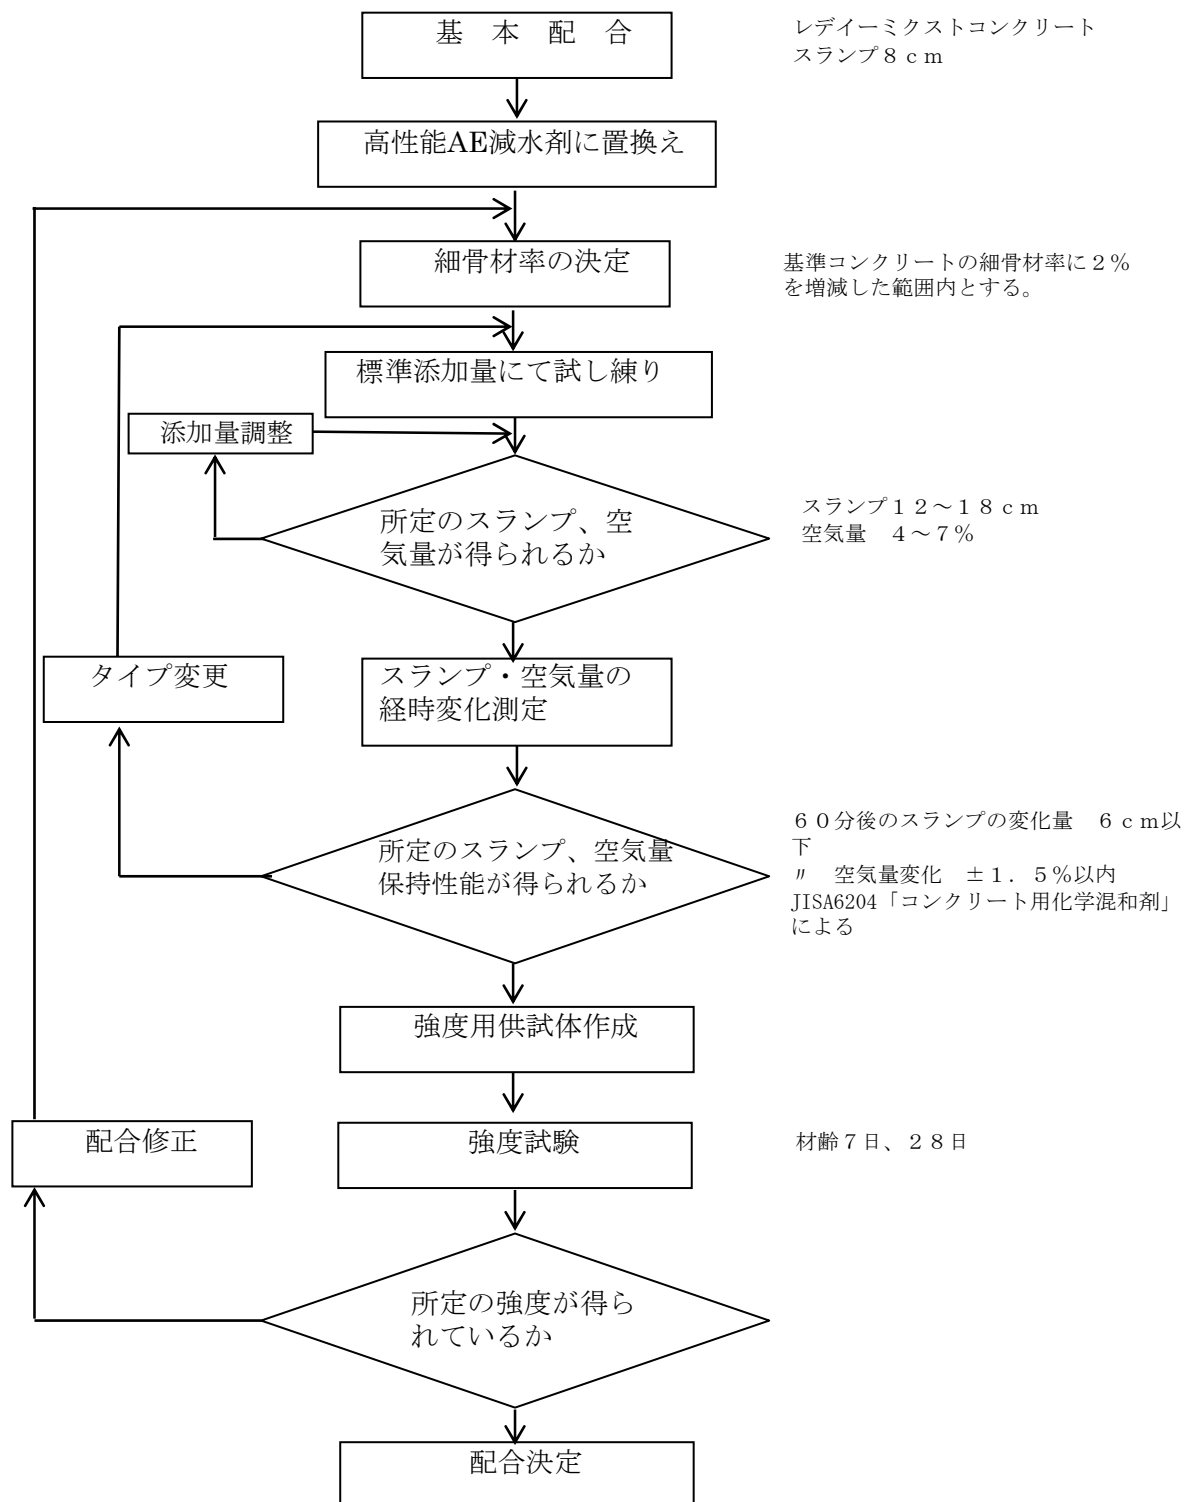 基　本　配　合
レデイーミクストコンクリート
スランプ８ｃｍ
高性能AE減水剤に置換え
細骨材率の決定
基準コンクリートの細骨材率に２％
を増減した範囲内とする。
標準添加量にて試し練り
添加量調整
所定のスランプ、空
気量が得られるか
スランプ１２～１８ｃｍ
空気量　４～７％
タイプ変更
スランプ・空気量の
経時変化測定
所定のスランプ、空気量
保持性能が得られるか
６０分後のスランプの変化量　６ｃｍ以
下
〃　空気量変化　±１．５％以内
JISA6204「コンクリート用化学混和剤」
による
強度用供試体作成
配合修正
強度試験
材齢７日、２８日
所定の強度が得ら
れているか
配合決定